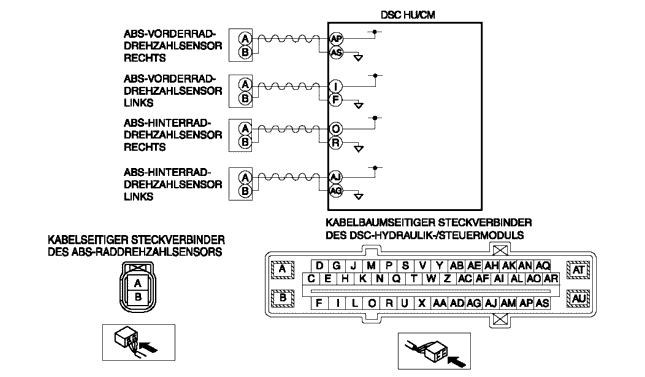 DSC HU/CM
ABS-VORDERRAD-
DREHZAHLSENSOR
RECHTS
A
B
AP
AS
ABS-VORDERRAD-
DREHZAHLSENSOR
LINKS
A
B
I
F
ABS-HINTERRAD-
DREHZAHLSENSOR
RECHTS
A
B
O
R
ABS-HINTERRAD-
DREHZAHLSENSOR
LINKS
A
B
AJ
AG
KABELSEITIGER STECKVERBINDER
DES ABS-RADDREHZAHLSENSORS
A
B
KABELBAUMSEITIGER STECKVERBINDER
DES DSC-HYDRAULIK-/STEUERMODULS
A
B
D G J M P S V Y AB AE AH AK AN AQ
C E H K N Q T W Z AC AF AI AL AO AR
F I L O R U X AA AD AG AJ AM AP AS
AT
AU